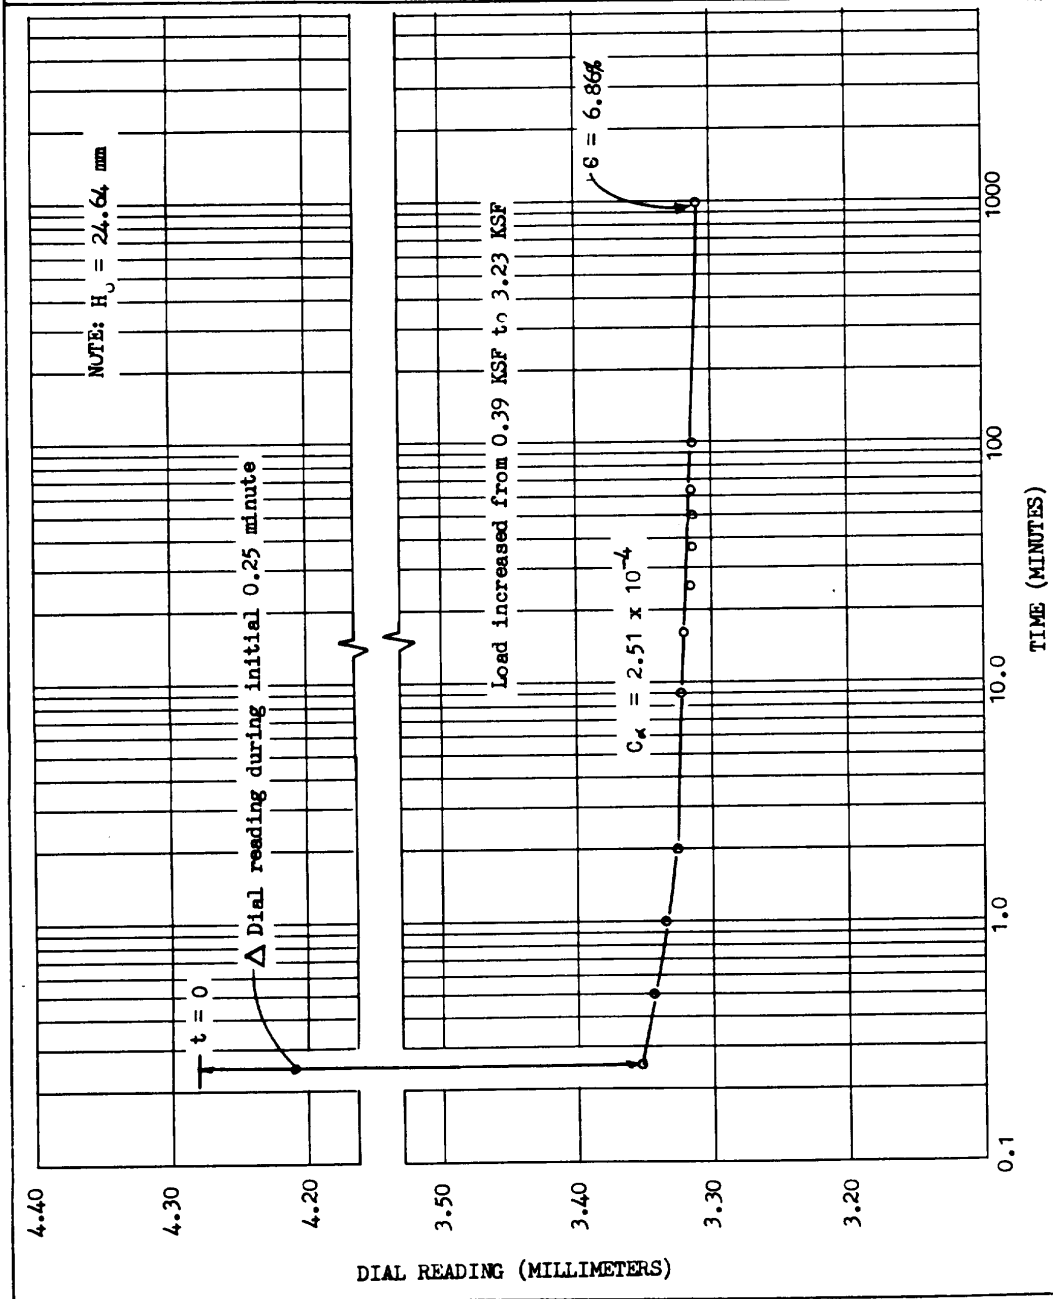 NOTE: H₀ = 24.64 mm
t = 0
△ Dial reading during initial 0.25 minute
Load increased from 0.39 KSF to 3.23 KSF
Cα = 2.51 x 10⁻⁴
ϵ = 6.86%
DIAL READING (MILLIMETERS)
4.40
4.30
4.20
3.50
3.40
3.30
3.20
0.1
1.0
10.0
100
1000
TIME (MINUTES)